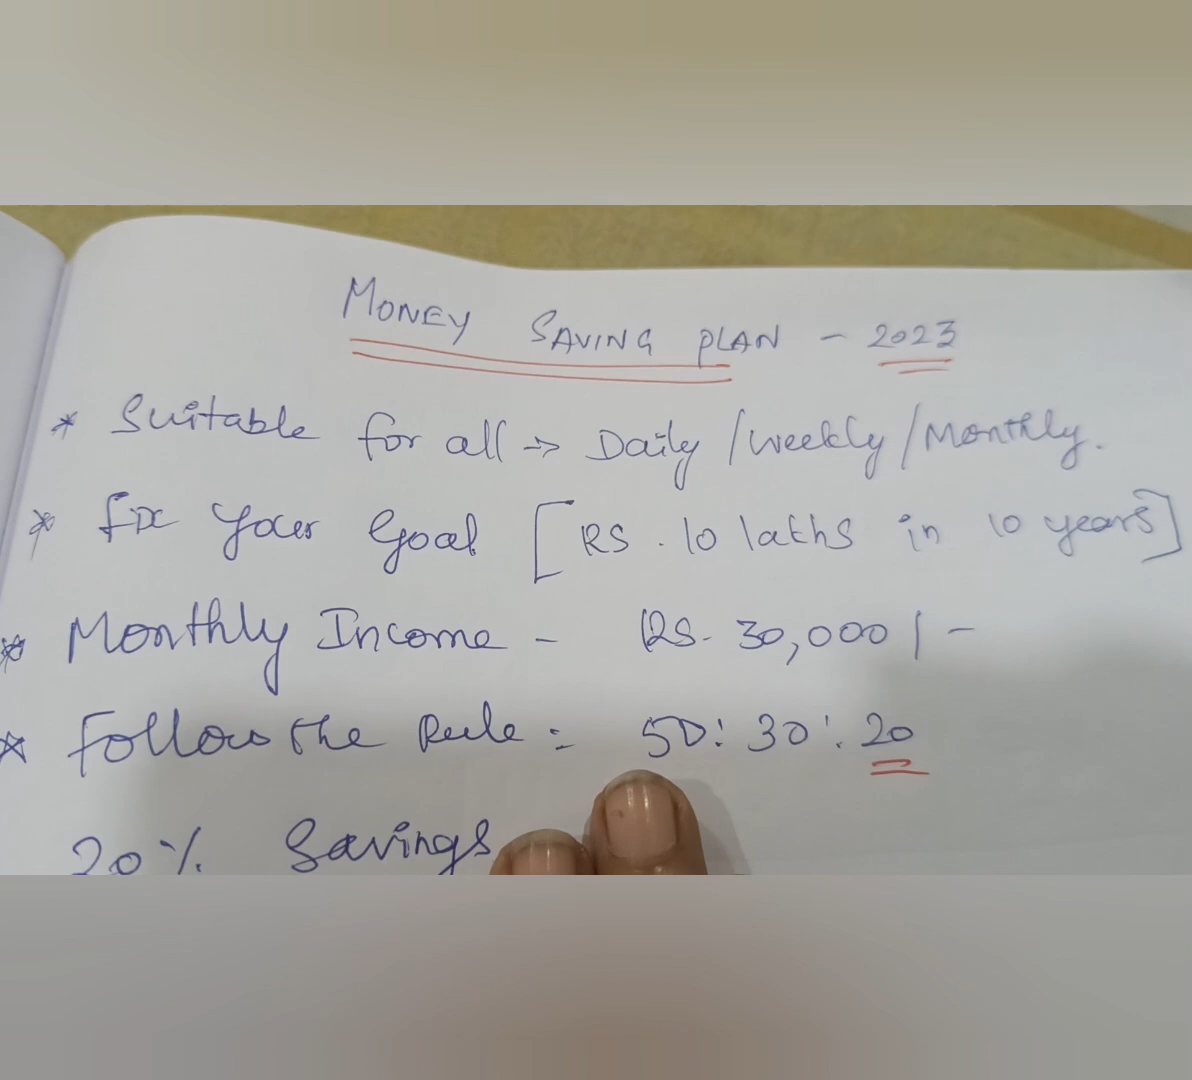 MONEY SAVING PLAN - 2023
* Suitable for all -> Daily /weekly/Monthly.
* fix your Goal [RS. 10 lakhs in 10 years]
* Monthly Income - RS. 30,000/-
* Follow the Rule = 50:30:20
20% Savings